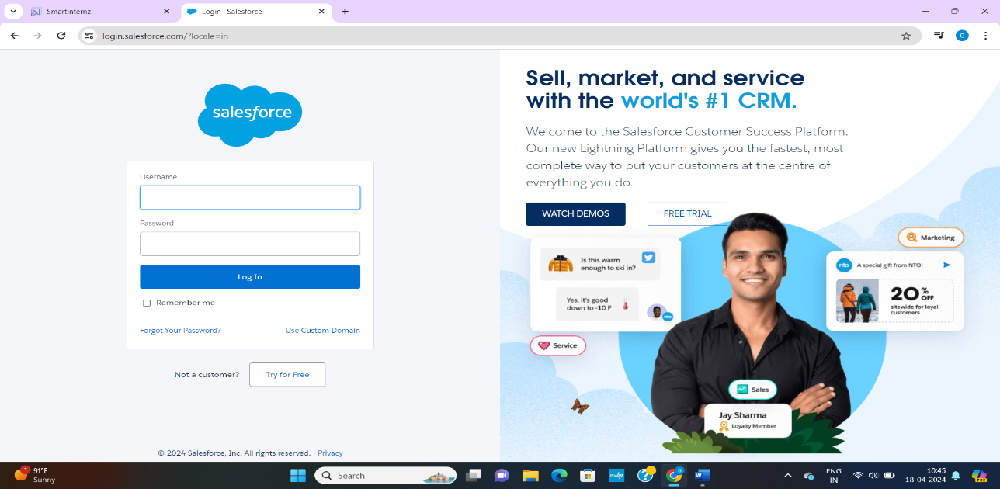 Smartinternz
Login | Salesforce
login.salesforce.com/?locale=in
G
salesforce
Username
Password
Log In
Remember me
Forgot Your Password?
Use Custom Domain
Not a customer?
Try for Free
© 2024 Salesforce, Inc. All rights reserved. | Privacy
Sell, market, and service
with the world's #1 CRM.
Welcome to the Salesforce Customer Success Platform.
Our new Lightning Platform gives you the fastest, most
complete way to put your customers at the centre of
everything you do.
WATCH DEMOS
FREE TRIAL
Is this warm
enough to ski in?
Yes, it's good
down to -10 F
nto
Service
Marketing
nto
A special gift from NTO!
20% OFF
sitewide for loyal
customers
Sales
Jay Sharma
Loyalty Member
1
91°F
Sunny
Search
myhp
G
W
ENG
IN
10:45
18-04-2024